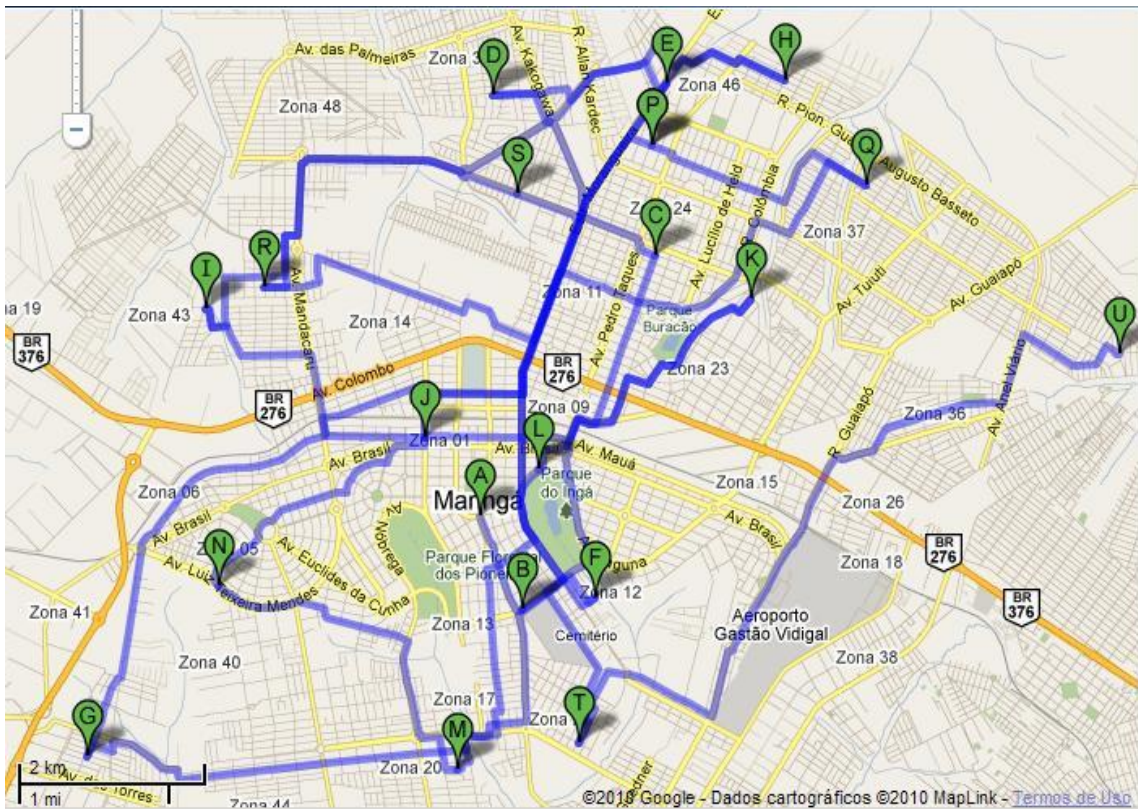 Av. das Palmeiras
Zona 3
D
Av. Kakogawa
R. Allan Kardec
E
H
Zona 46
Zona 48
P
R. Pion.
Augusto Basseto
Q
S
C
24
Av. Lucílio de Held
Colômbia
Zona 37
R
I
K
Av. Mandacaru
Zona 11
Av. Pedro Taques
Av. Tuiuti
Av. Guaiapó
19
Zona 43
Zona 14
Parque
Buracão
U
BR
376
BR
276
Zona 23
Av. Colombo
BR
276
J
Zona 09
Av. Anel Viário
R. Guaiapó
Zona 36
Zona 01
L
Av. Mauá
Av. Brasil
Zona 06
A
Maringá
Parque
do Ingá
Zona 15
Zona 26
Av. Brasil
Av. Brasil
Av. Nóbrega
N
05
Av. Euclides da Cunha
Parque
dos
B
F
Zona 12
Zona 18
BR
276
BR
376
Teixeira Mendes
Zona 41
Zona 13
Cemitério
Aeroporto
Gastão Vidigal
Zona 40
Zona 38
Zona 17
G
M
Zona
T
2 km
Av. dos Torres
Zona 20
1 mi
Zona 44
©2010 Google - Dados cartográficos ©2010 MapLink - Termos de Uso